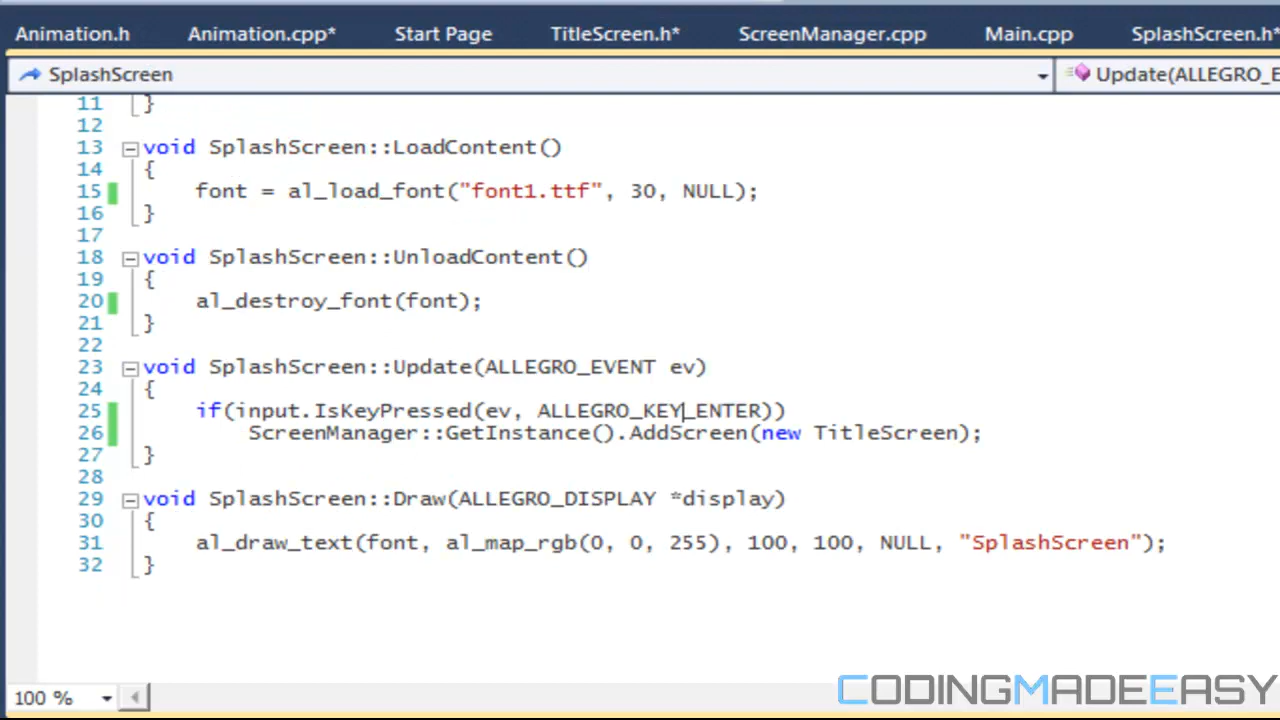 Animation.h Animation.cpp* Start Page TitleScreen.h* ScreenManager.cpp Main.cpp SplashScreen.h*
SplashScreen Update(ALLEGRO_E
11 }
12
13 void SplashScreen::LoadContent()
14 {
15 font = al_load_font("font1.ttf", 30, NULL);
16 }
17
18 void SplashScreen::UnloadContent()
19 {
20 al_destroy_font(font);
21 }
22
23 void SplashScreen::Update(ALLEGRO_EVENT ev)
24 {
25 if(input.IsKeyPressed(ev, ALLEGRO_KEY_ENTER))
26 ScreenManager::GetInstance().AddScreen(new TitleScreen);
27 }
28
29 void SplashScreen::Draw(ALLEGRO_DISPLAY *display)
30 {
31 al_draw_text(font, al_map_rgb(0, 0, 255), 100, 100, NULL, "SplashScreen");
32 }
100 %
CODINGMADEEASY